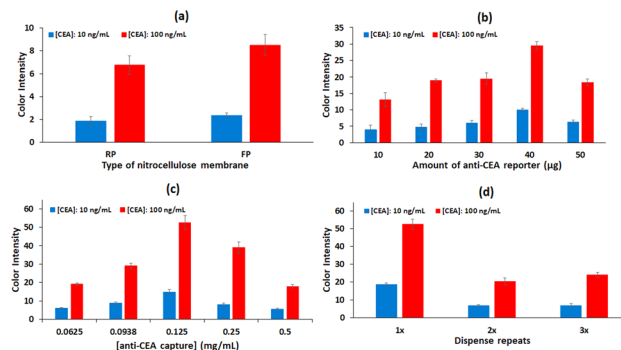 (a)
[CEA]: 10 ng/mL [CEA]: 100 ng/mL
Color Intensity
10
8
6
4
2
0
RP FP
Type of nitrocellulose membrane
(b)
[CEA]: 10 ng/mL [CEA]: 100 ng/mL
Color Intensity
40
35
30
25
20
15
10
5
0
10 20 30 40 50
Amount of anti-CEA reporter (µg)
(c)
[CEA]: 10 ng/mL [CEA]: 100 ng/mL
Color Intensity
60
50
40
30
20
10
0
0.0625 0.0938 0.125 0.25 0.5
[anti-CEA capture] (mg/mL)
(d)
[CEA]: 10 ng/mL [CEA]: 100 ng/mL
Color Intensity
60
50
40
30
20
10
0
1x 2x 3x
Dispense repeats